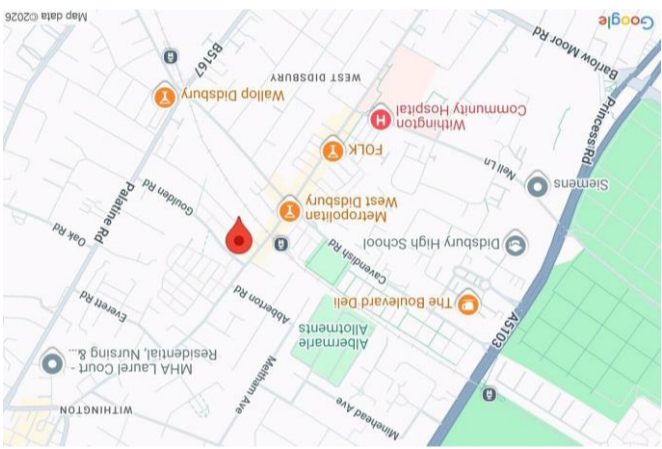 WITHINGTON
Minehead Ave
MHA Laurel Court -
Residential, Nursing &...
Meltham Ave
Albermarle
Allotments
Everett Rd
Abberton Rd
A5103
The Boulevard Deli
Oak Rd
Palatine Rd
Goulden Rd
Cavendish Rd
Didsbury High School
Metropolitan
West Didsbury
Siemens
Nell Ln
FOLK
Withington
Community Hospital
Wallop Didsbury
WEST DIDSBURY
Princess Rd
B5167
Barlow Moor Rd
Google
Map data ©2026